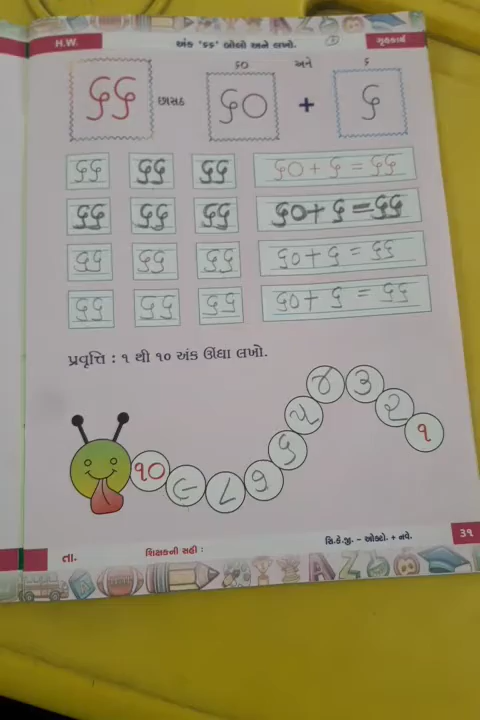 H.W. અંક '૬૬' બોલો અને લખો. ગૃહકાર્ય
૬૦ અને ૬
૬૬ છાસઠ ૬૦ + ૬
૬૬ ૬૬ ૬૬ ૬૦ + ૬ = ૬૬
૬૬ ૬૬ ૬૬ ૬૦ + ૬ = ૬૬
૬૬ ૬૬ ૬૬ ૬૦ + ૬ = ૬૬
૬૬ ૬૬ ૬૬ ૬૦ + ૬ = ૬૬
પ્રવૃત્તિ : ૧ થી ૧૦ અંક ઊંધા લખો.
૧૦ ૯ ૮ ૭ ૬ ૫ ૪ ૩ ૨ ૧
તા. શિક્ષકની સહી : સિ.કે.જી. - ઓક્ટો. + નવે. ૩૧